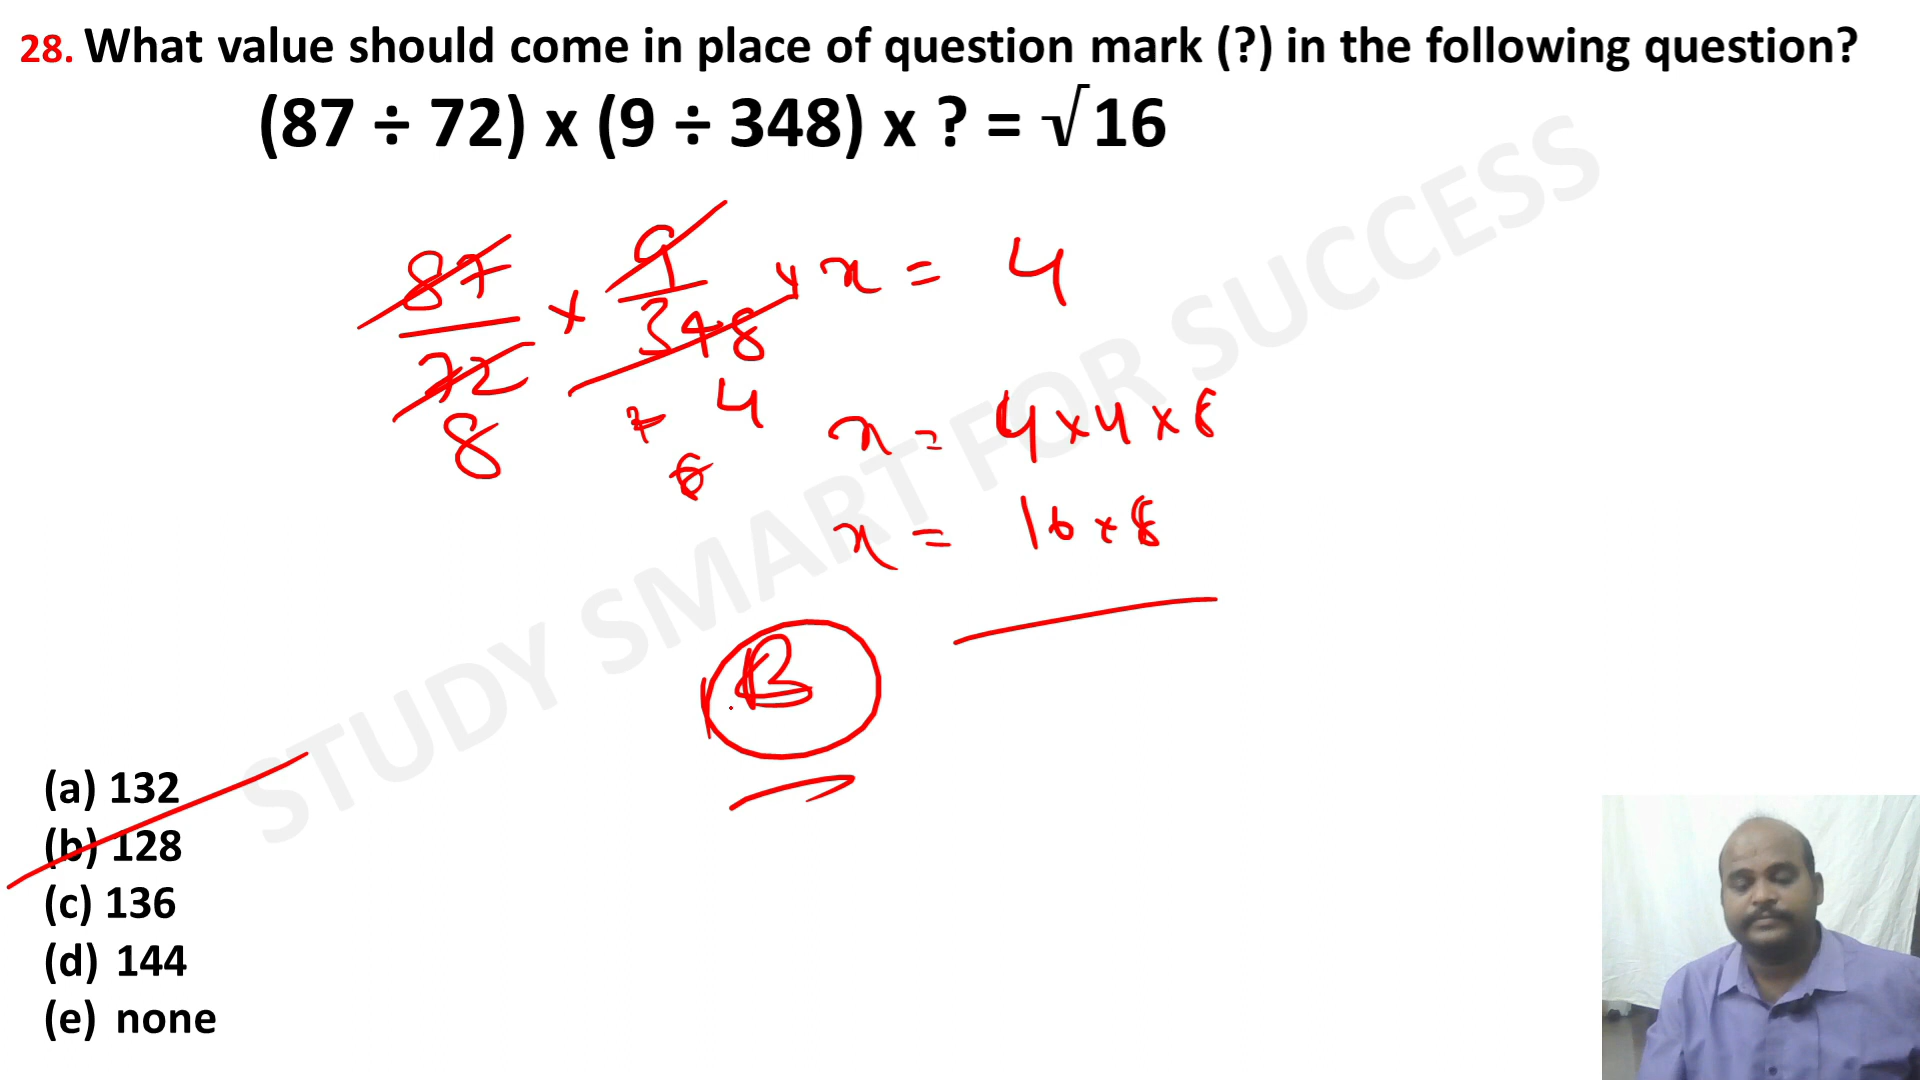 28. What value should come in place of question mark (?) in the following question?
(87 ÷ 72) x (9 ÷ 348) x ? = √16
87/72 × 9/348 × x = 4
8
4
x = 4×4×8
x = 16×8
B
STUDY SMART FOR SUCCESS
(a) 132
(b) 128
(c) 136
(d) 144
(e) none